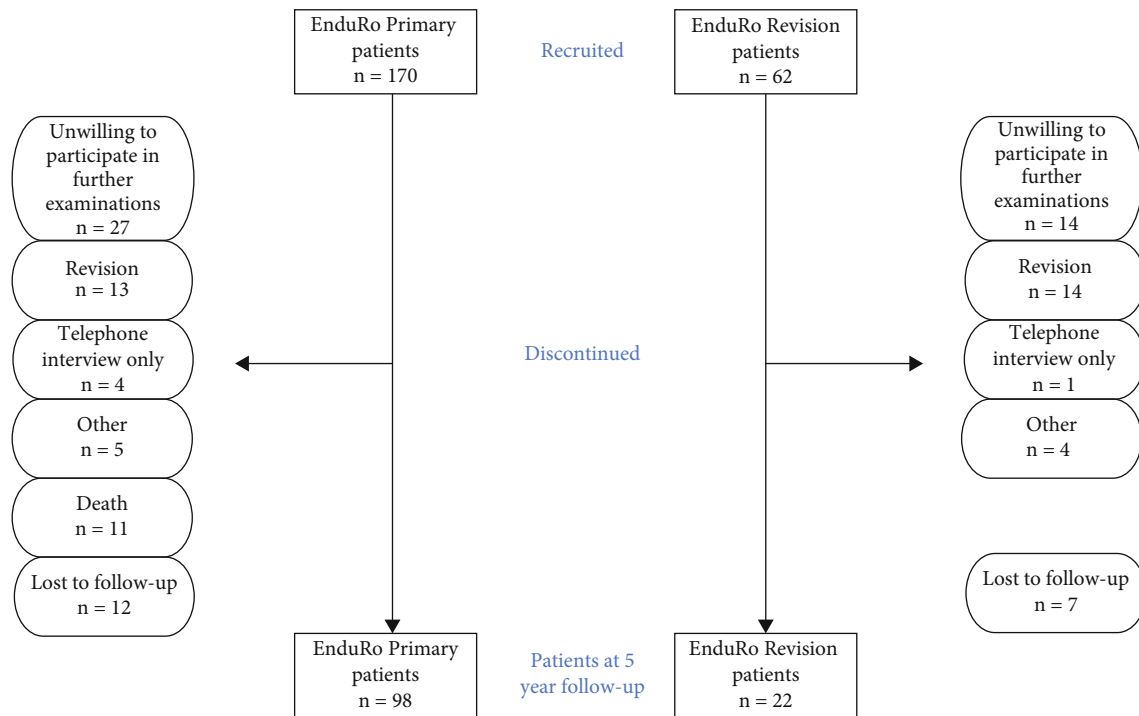 EnduRo Primary
patients
n = 170
Recruited
EnduRo Revision
patients
n = 62
Unwilling to
participate in
further
examinations
n = 27
Revision
n = 13
Telephone
interview only
n = 4
Other
n = 5
Death
n = 11
Lost to follow-up
n = 12
Discontinued
Unwilling to
participate in
further
examinations
n = 14
Revision
n = 14
Telephone
interview only
n = 1
Other
n = 4
Lost to follow-up
n = 7
EnduRo Primary
patients
n = 98
Patients at 5
year follow-up
EnduRo Revision
patients
n = 22